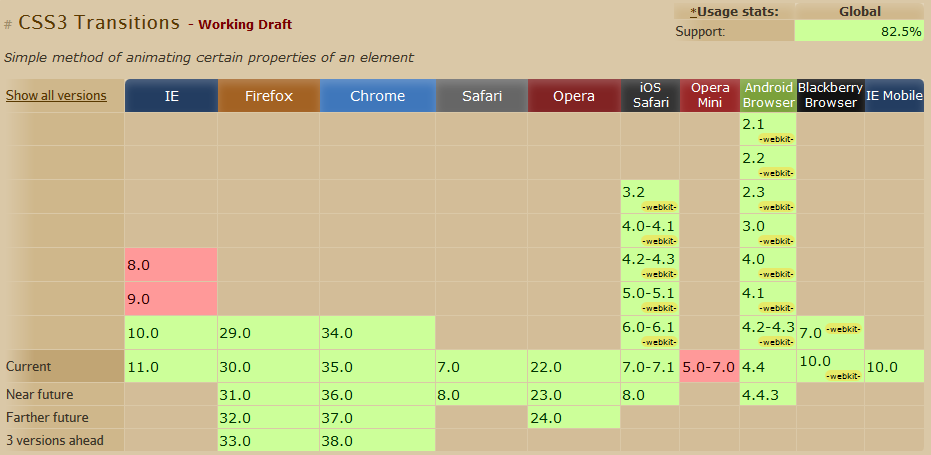 # CSS3 Transitions - Working Draft
*Usage stats: Global
Support: 82.5%
Simple method of animating certain properties of an element
Show all versions IE Firefox Chrome Safari Opera iOS Safari Opera Mini Android Browser Blackberry Browser IE Mobile
2.1 -webkit-
2.2 -webkit-
3.2 -webkit- 2.3 -webkit-
4.0-4.1 -webkit- 3.0 -webkit-
8.0 4.2-4.3 -webkit- 4.0 -webkit-
9.0 5.0-5.1 -webkit- 4.1 -webkit-
10.0 29.0 34.0 6.0-6.1 -webkit- 4.2-4.3 -webkit- 7.0 -webkit-
Current 11.0 30.0 35.0 7.0 22.0 7.0-7.1 5.0-7.0 4.4 10.0 -webkit- 10.0
Near future 31.0 36.0 8.0 23.0 8.0 4.4.3
Farther future 32.0 37.0 24.0
3 versions ahead 33.0 38.0